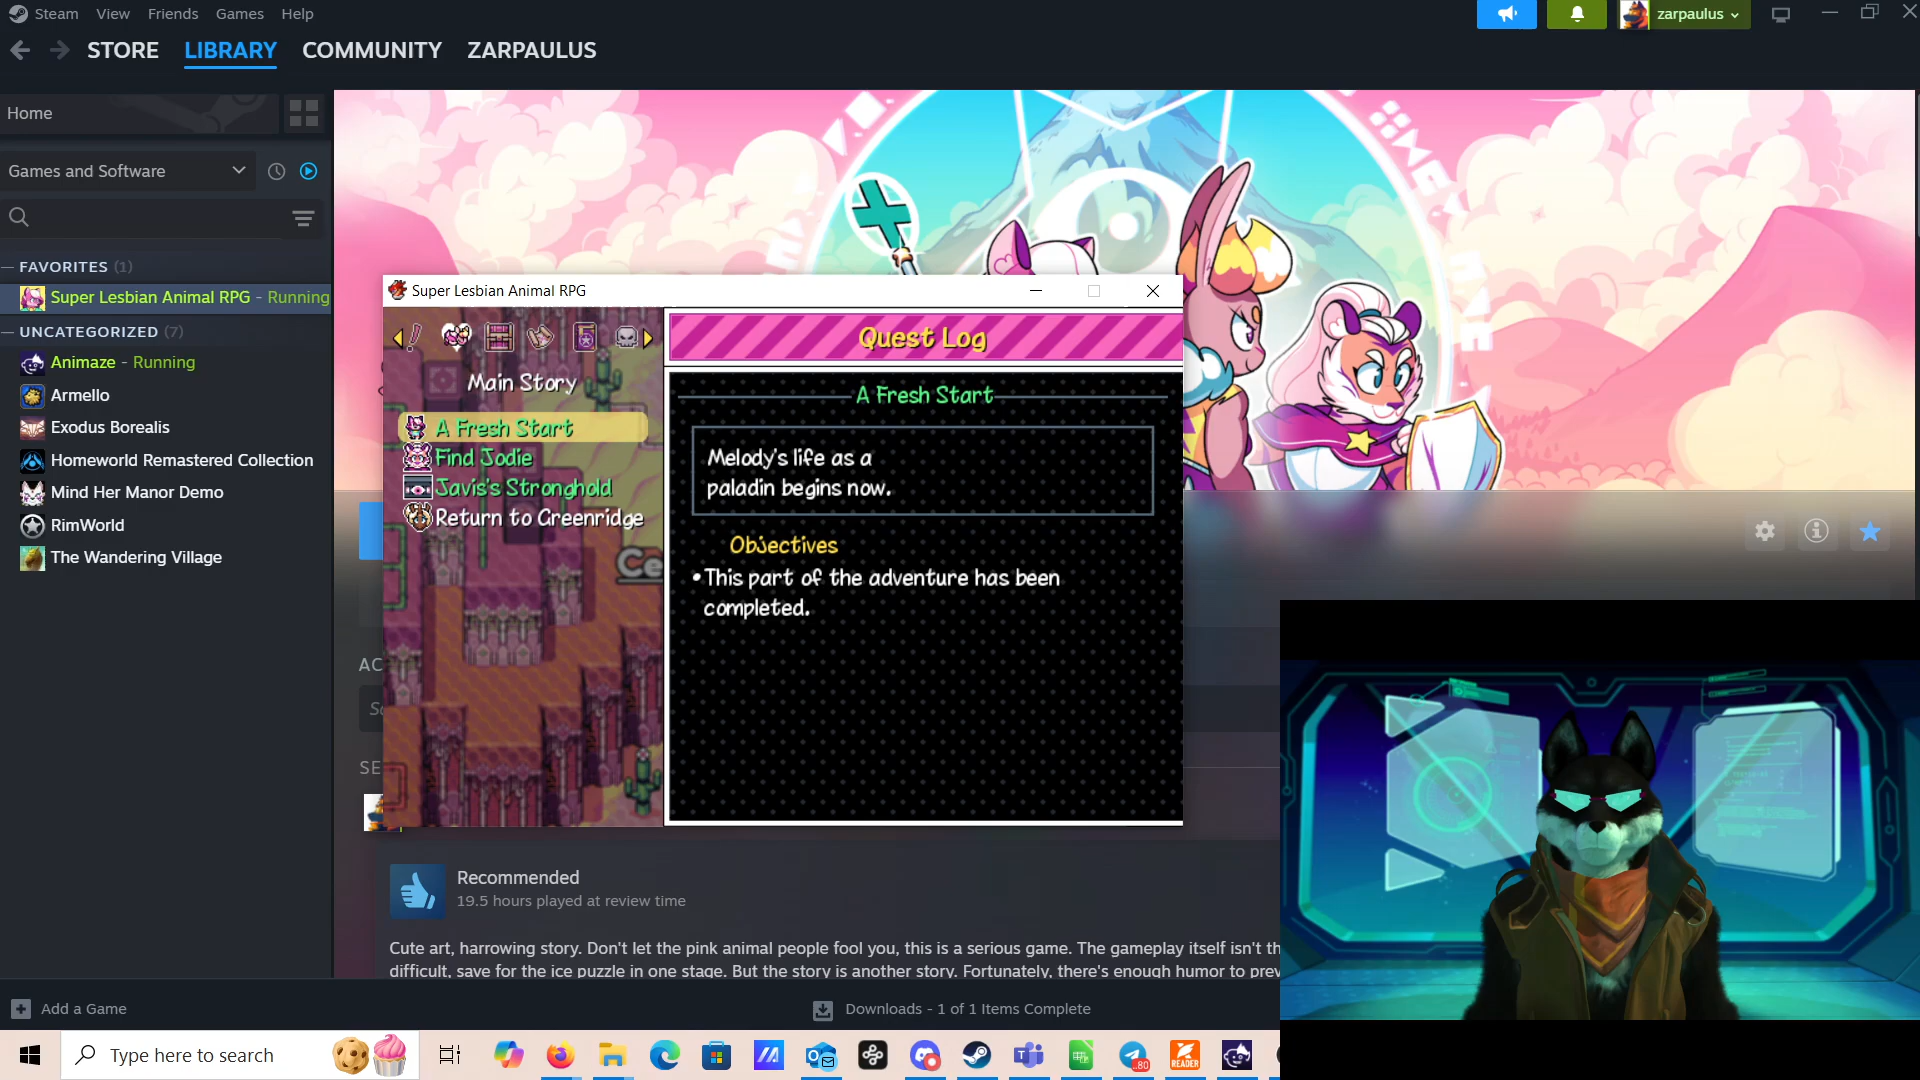 Steam View Friends Games Help
zarpaulus
STORE LIBRARY COMMUNITY ZARPAULUS
Home
Games and Software
FAVORITES (1)
Super Lesbian Animal RPG - Running
UNCATEGORIZED (7)
Animaze - Running
Armello
Exodus Borealis
Homeworld Remastered Collection
Mind Her Manor Demo
RimWorld
The Wandering Village
Super Lesbian Animal RPG
Main Story
A Fresh Start
Find Jodie
Javis's Stronghold
Return to Greenridge
Ce
Quest Log
A Fresh Start
Melody's life as a
paladin begins now.
Objectives
•This part of the adventure has been
completed.
AC
SE
Recommended
19.5 hours played at review time
Cute art, harrowing story. Don't let the pink animal people fool you, this is a serious game. The gameplay itself isn't th
difficult, save for the ice puzzle in one stage. But the story is another story. Fortunately, there's enough humor to prev
Add a Game
Downloads - 1 of 1 Items Complete
Type here to search
80
READER